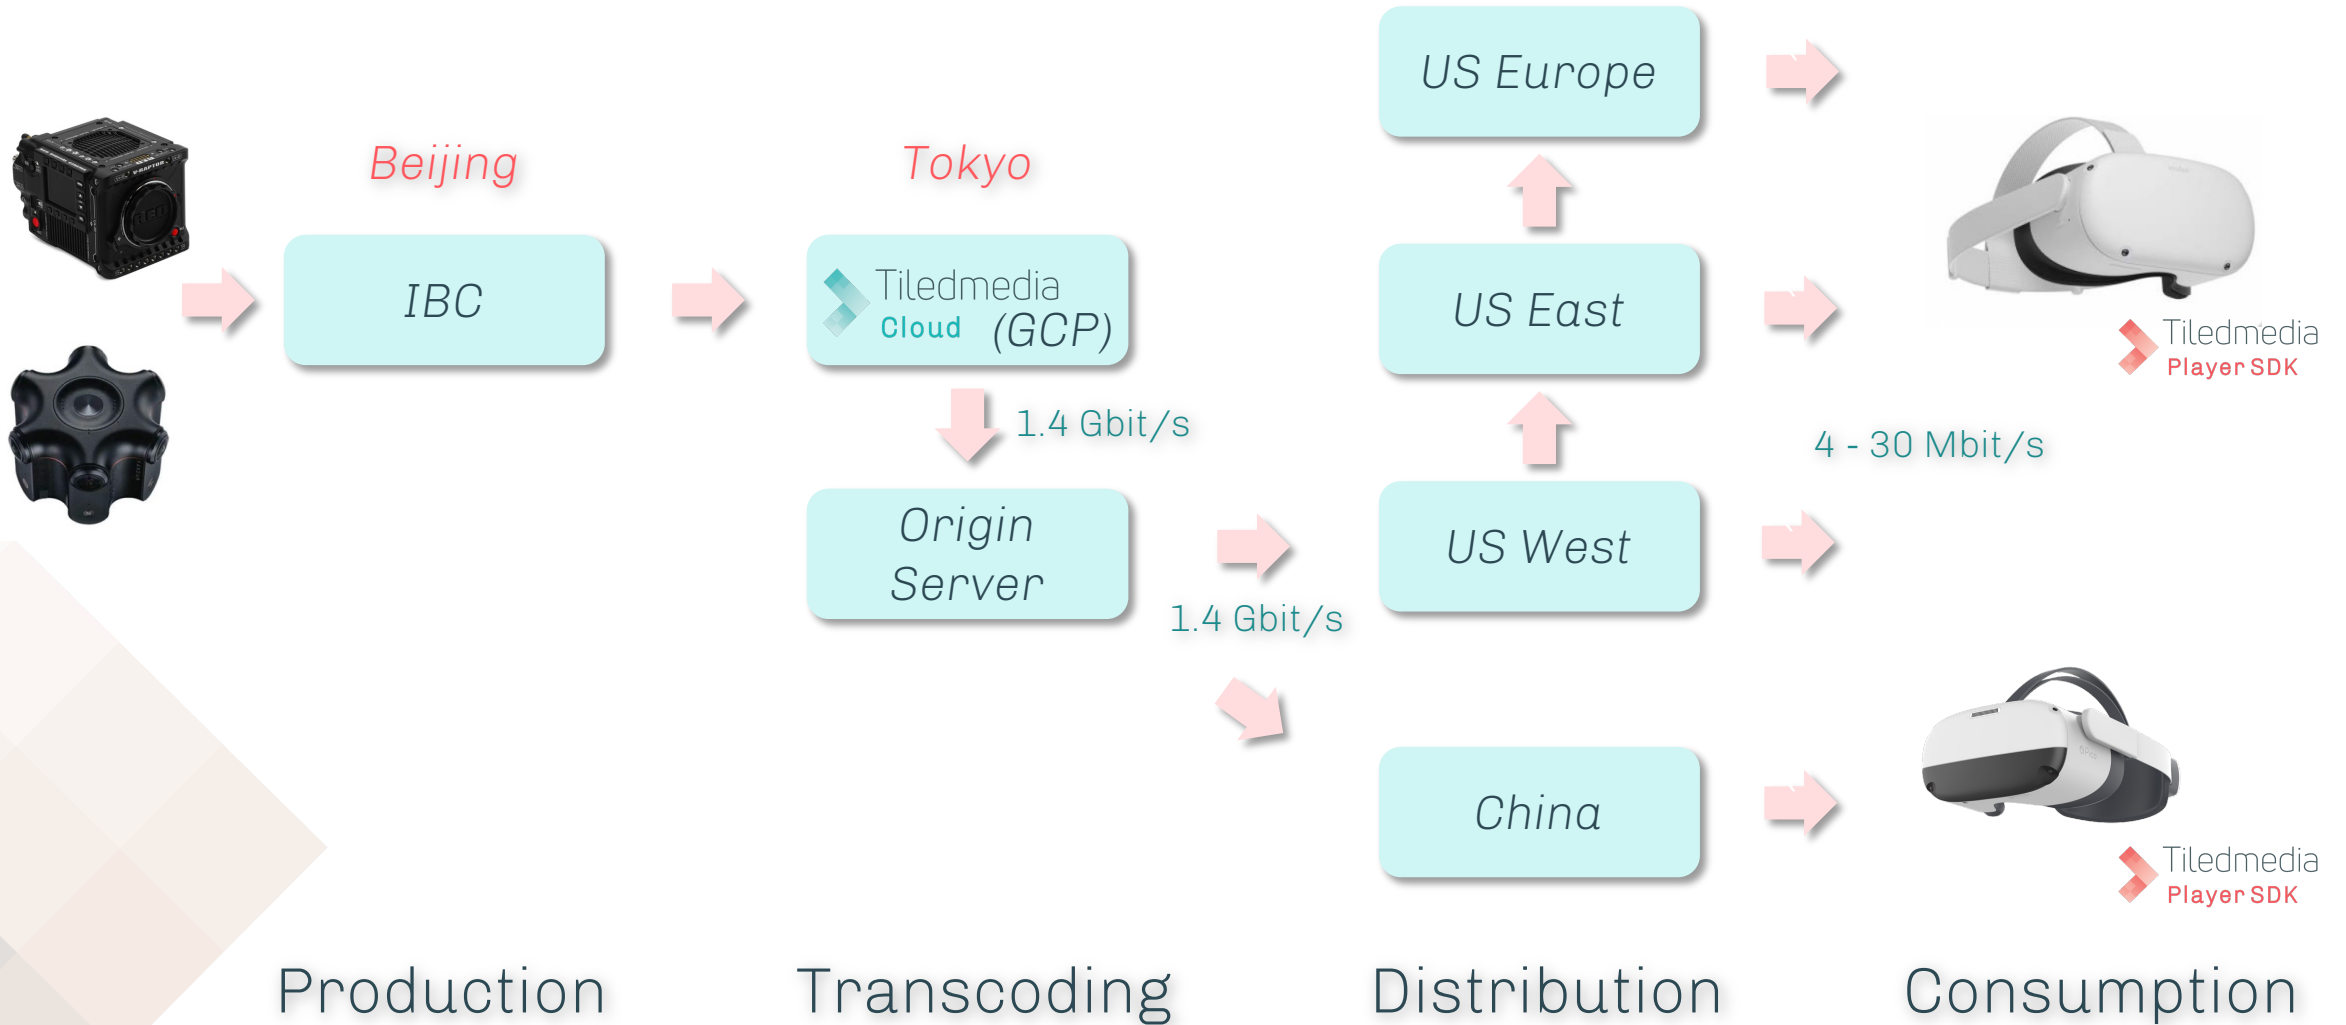 Beijing
IBC
Tokyo
Tiledmedia
Cloud (GCP)
1.4 Gbit/s
Origin
Server
1.4 Gbit/s
US Europe
US East
US West
China
4 - 30 Mbit/s
Tiledmedia
Player SDK
Tiledmedia
Player SDK
Production
Transcoding
Distribution
Consumption